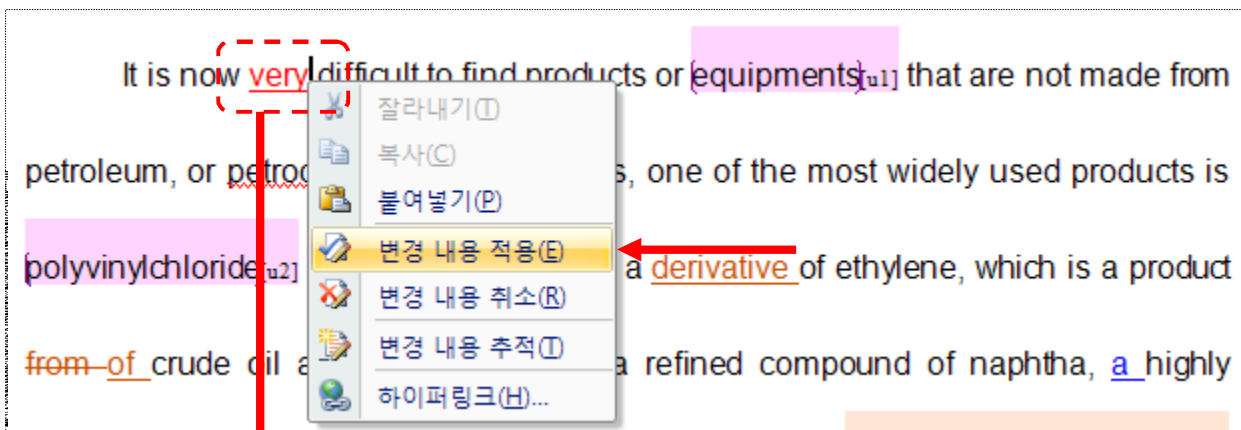 It is now very difficult to find products or equipments[u1] that are not made from
잘라내기(T)
복사(C)
petroleum, or s, one of the most widely used products is
붙여넣기(P)
변경 내용 적용(E)
polyvinylchloride[u2] a derivative of ethylene, which is a product
변경 내용 취소(R)
변경 내용 추적(T)
from of crude oil a refined compound of naphtha, a highly
하이퍼링크(H)...